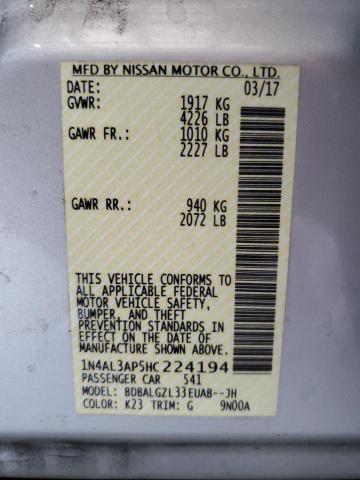 MFD BY NISSAN MOTOR CO., LTD.
DATE: 03/17
GVWR: 1917 KG
4226 LB
GAWR FR.: 1010 KG
2227 LB
GAWR RR.: 940 KG
2072 LB
THIS VEHICLE CONFORMS TO
ALL APPLICABLE FEDERAL
MOTOR VEHICLE SAFETY,
BUMPER, AND THEFT
PREVENTION STANDARDS IN
EFFECT ON THE DATE OF
MANUFACTURE SHOWN ABOVE.
1N4AL3AP5HC224194
PASSENGER CAR 541
MODEL: BDBALGZL33EUAB--JH
COLOR: K23 TRIM: G 9N00A